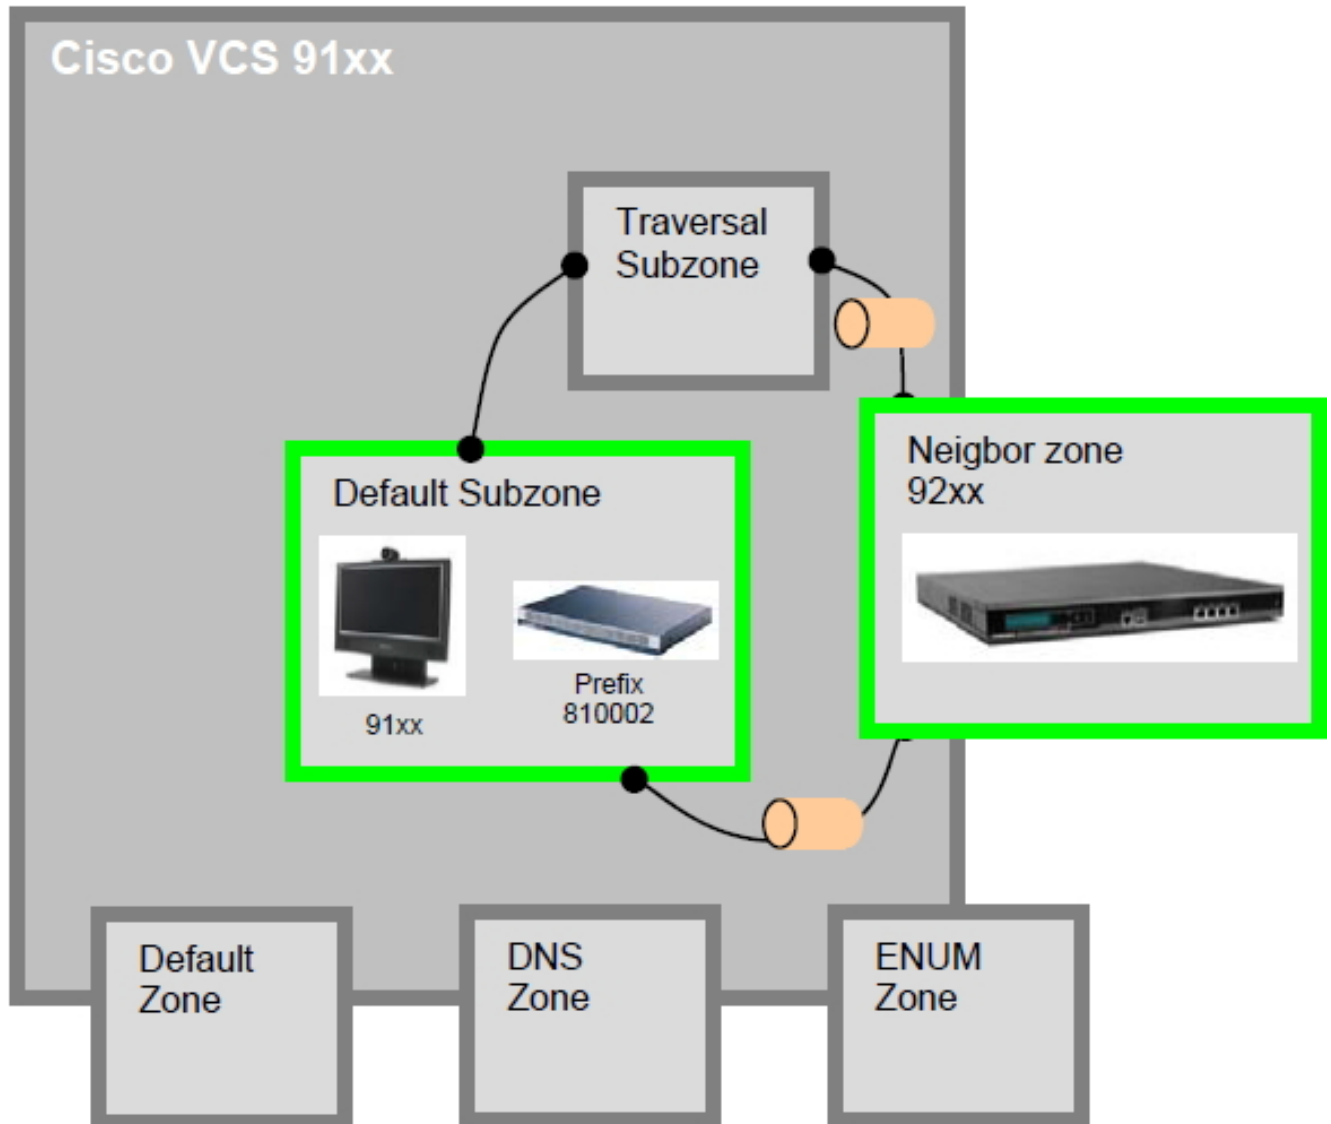 Cisco VCS 91xx
Traversal
Subzone
Neigbor zone
92xx
Default Subzone
91xx
Prefix
810002
Default
Zone
DNS
Zone
ENUM
Zone